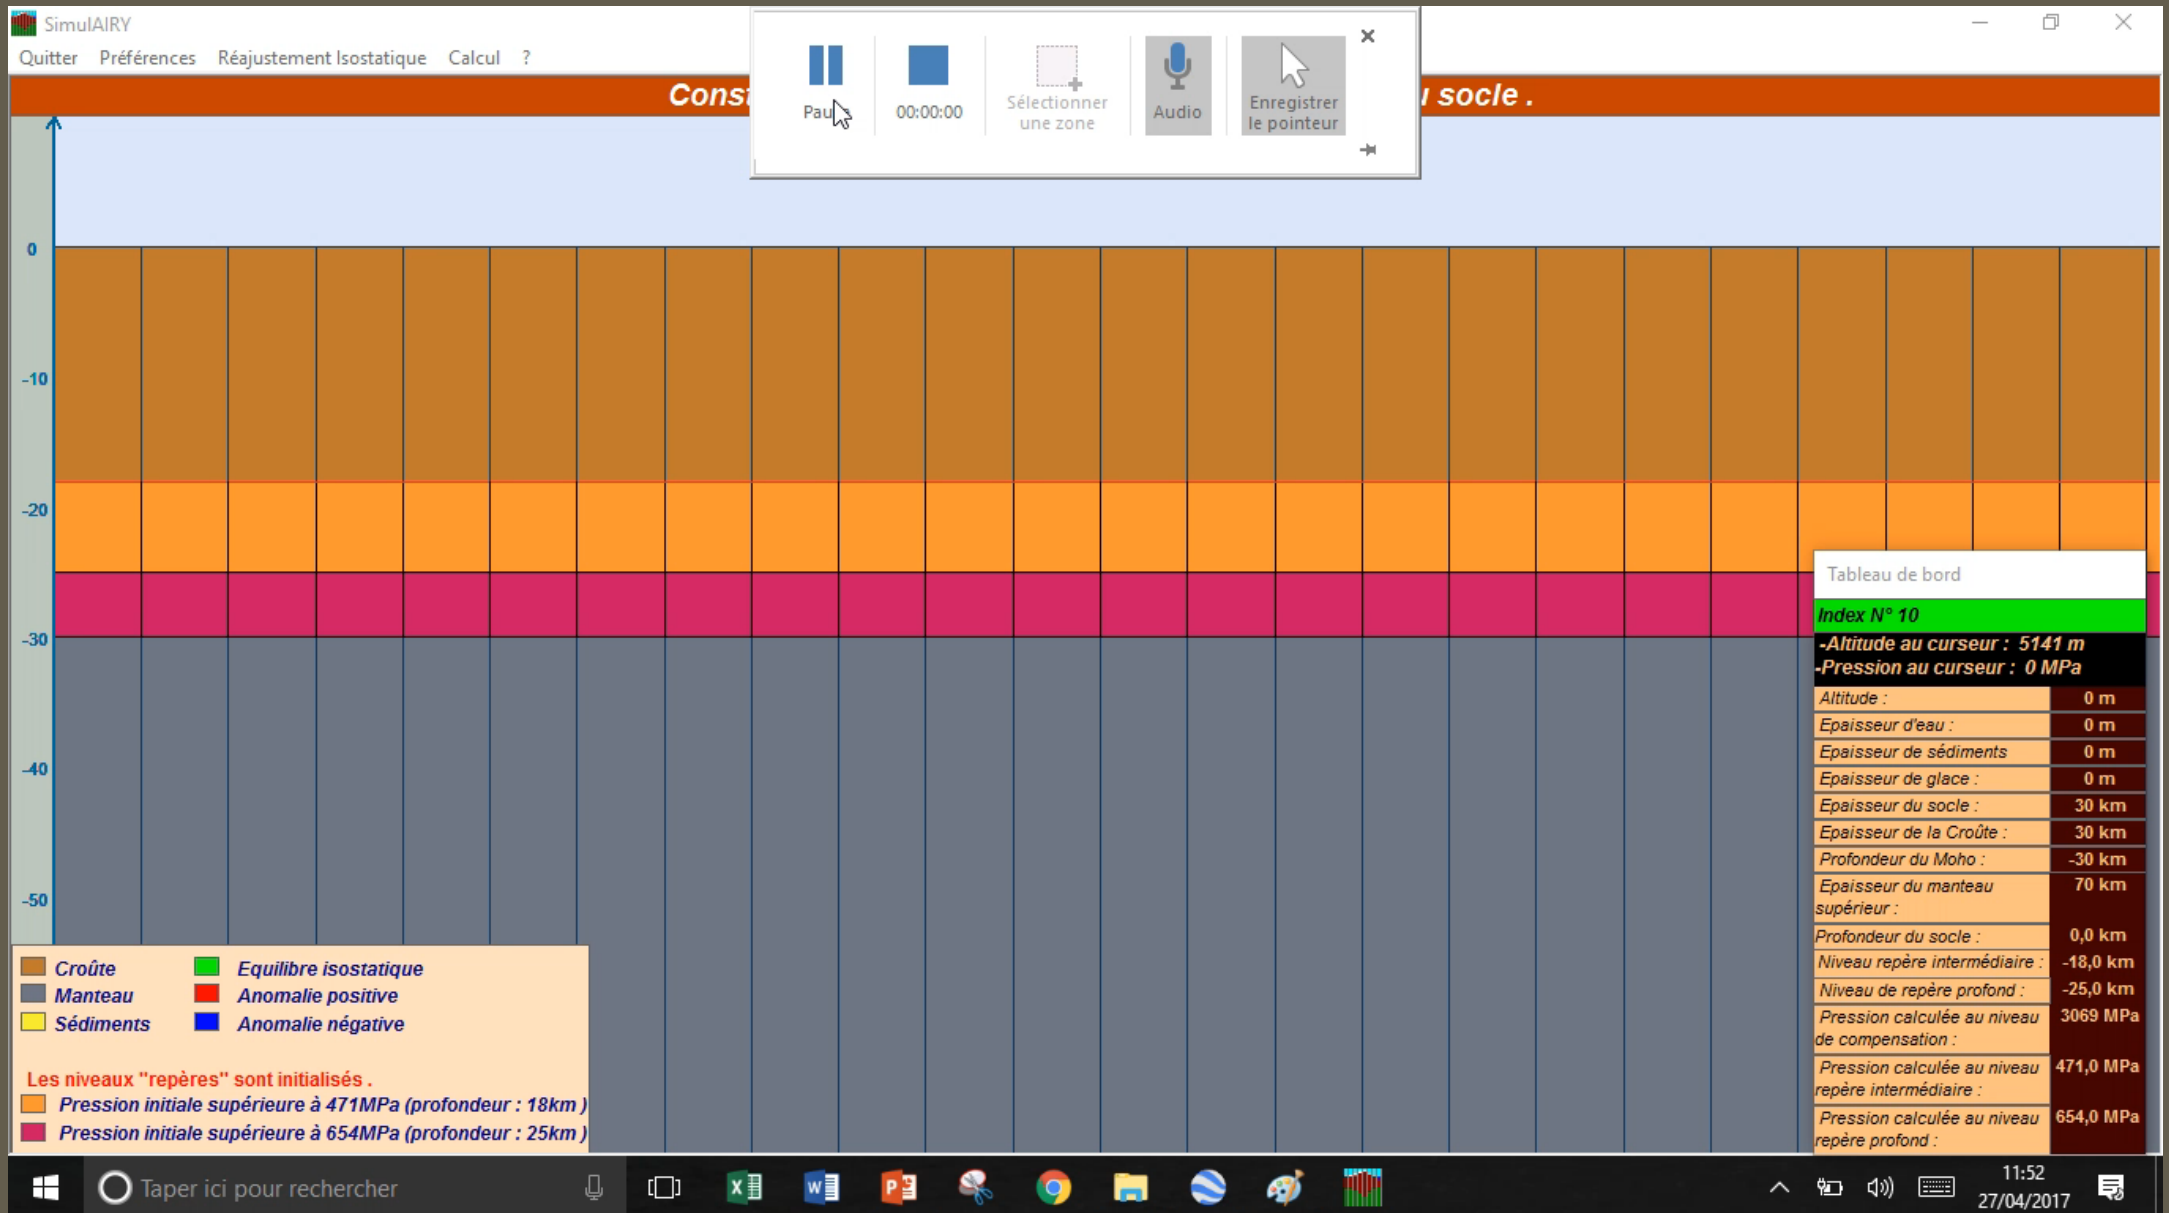 SimulAIRY
Quitter Préférences Réajustement Isostatique Calcul ?
Pause
00:00:00
Sélectionner
une zone
Audio
Enregistrer
le pointeur
socle .
0
-10
-20
-30
-40
-50
Tableau de bord
Index N° 10
-Altitude au curseur : 5141 m
-Pression au curseur : 0 MPa
Altitude : 0 m
Epaisseur d'eau : 0 m
Epaisseur de sédiments 0 m
Epaisseur de glace : 0 m
Epaisseur du socle : 30 km
Epaisseur de la Croûte : 30 km
Profondeur du Moho : -30 km
Epaisseur du manteau 70 km
supérieur :
Profondeur du socle : 0,0 km
Niveau repère intermédiaire : -18,0 km
Niveau de repère profond : -25,0 km
Pression calculée au niveau 3069 MPa
de compensation :
Pression calculée au niveau 471,0 MPa
repère intermédiaire :
Pression calculée au niveau 654,0 MPa
repère profond :
Croûte Equilibre isostatique
Manteau Anomalie positive
Sédiments Anomalie négative
Les niveaux "repères" sont initialisés .
Pression initiale supérieure à 471MPa (profondeur : 18km )
Pression initiale supérieure à 654MPa (profondeur : 25km )
Taper ici pour rechercher
11:52
27/04/2017